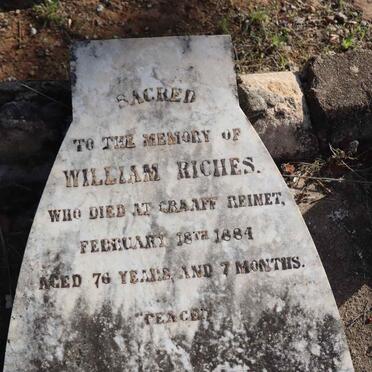 SACRED
TO THE MEMORY OF
WILLIAM RICHES.
WHO DIED AT GRAAFF REINET,
FEBRUARY 18TH 1884
AGED 76 YEARS, AND 7 MONTHS.
"PEACE"